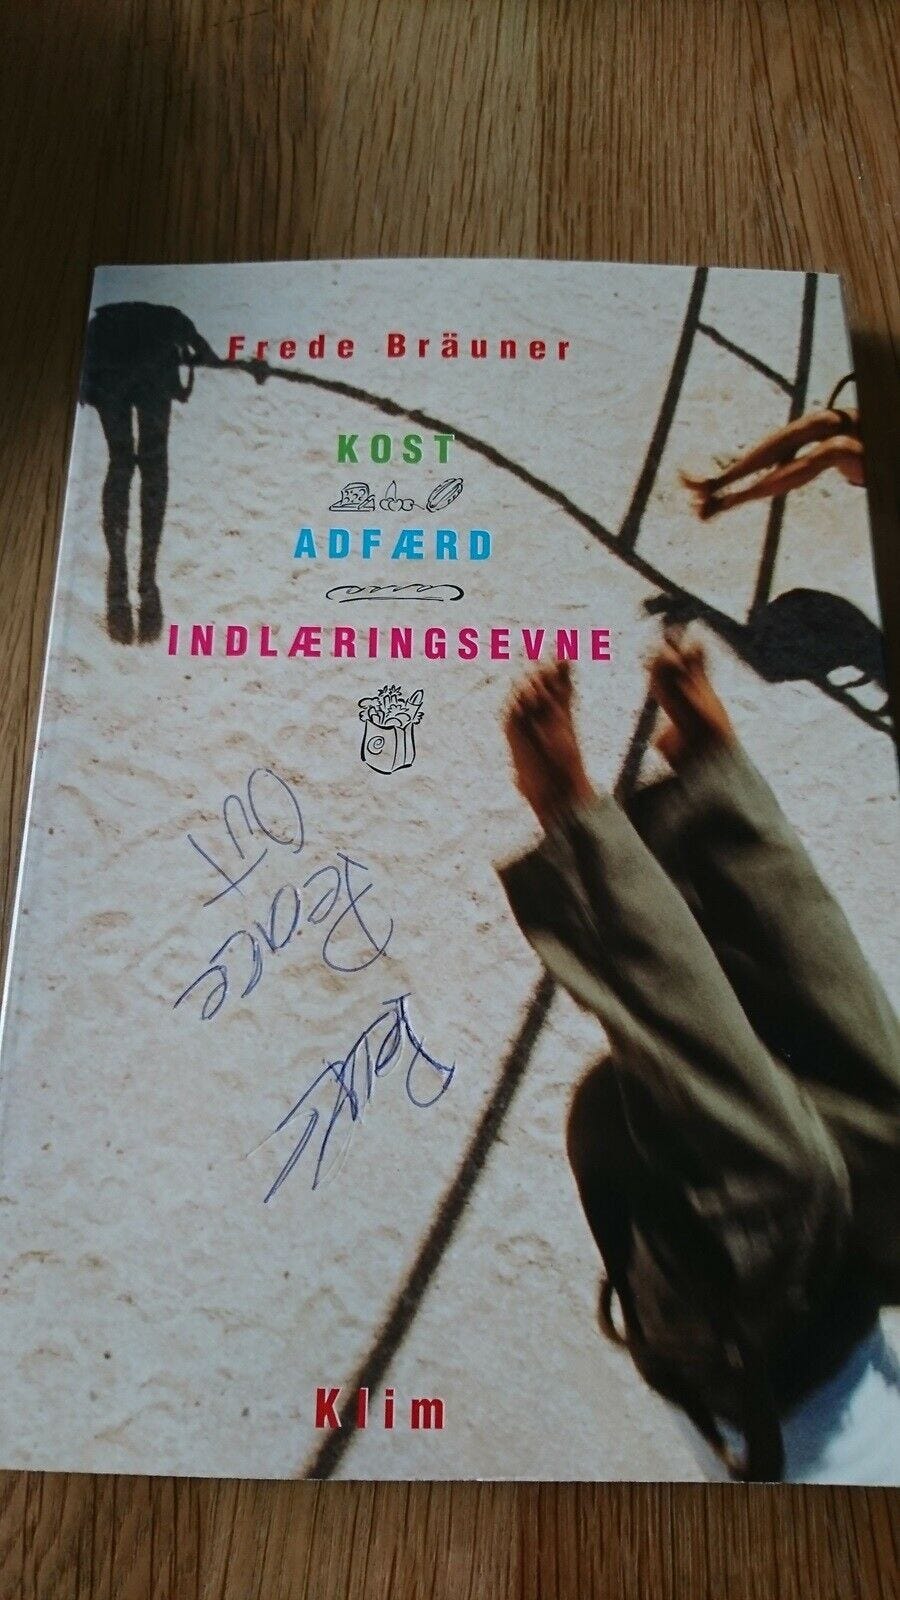 Frede Bräuner
KOST
ADFÆRD
INDLÆRINGSEVNE
Peace
OUT
Klim